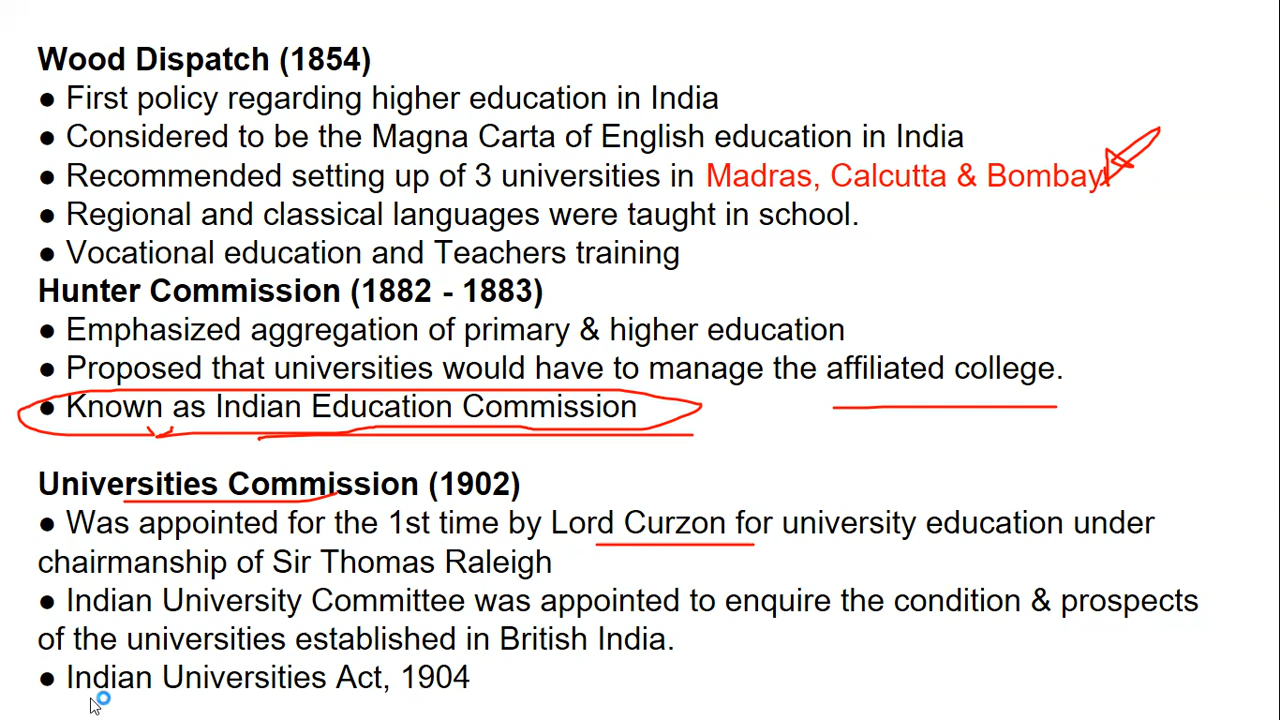 Wood Dispatch (1854)
● First policy regarding higher education in India
● Considered to be the Magna Carta of English education in India
● Recommended setting up of 3 universities in Madras, Calcutta & Bombay
● Regional and classical languages were taught in school.
● Vocational education and Teachers training
Hunter Commission (1882 - 1883)
● Emphasized aggregation of primary & higher education
● Proposed that universities would have to manage the affiliated college.
● Known as Indian Education Commission
Universities Commission (1902)
● Was appointed for the 1st time by Lord Curzon for university education under
chairmanship of Sir Thomas Raleigh
● Indian University Committee was appointed to enquire the condition & prospects
of the universities established in British India.
● Indian Universities Act, 1904